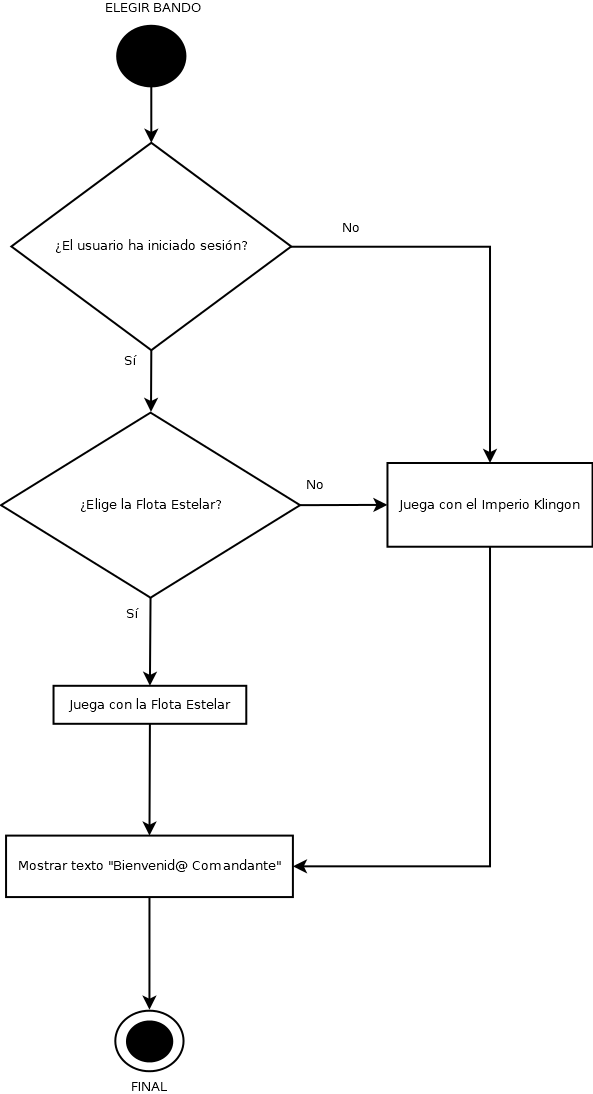 ELEGIR BANDO
No
¿El usuario ha iniciado sesión?
Sí
No
¿Elige la Flota Estelar?
Juega con el Imperio Klingon
Sí
Juega con la Flota Estelar
Mostrar texto "Bienvenid@ Comandante"
FINAL